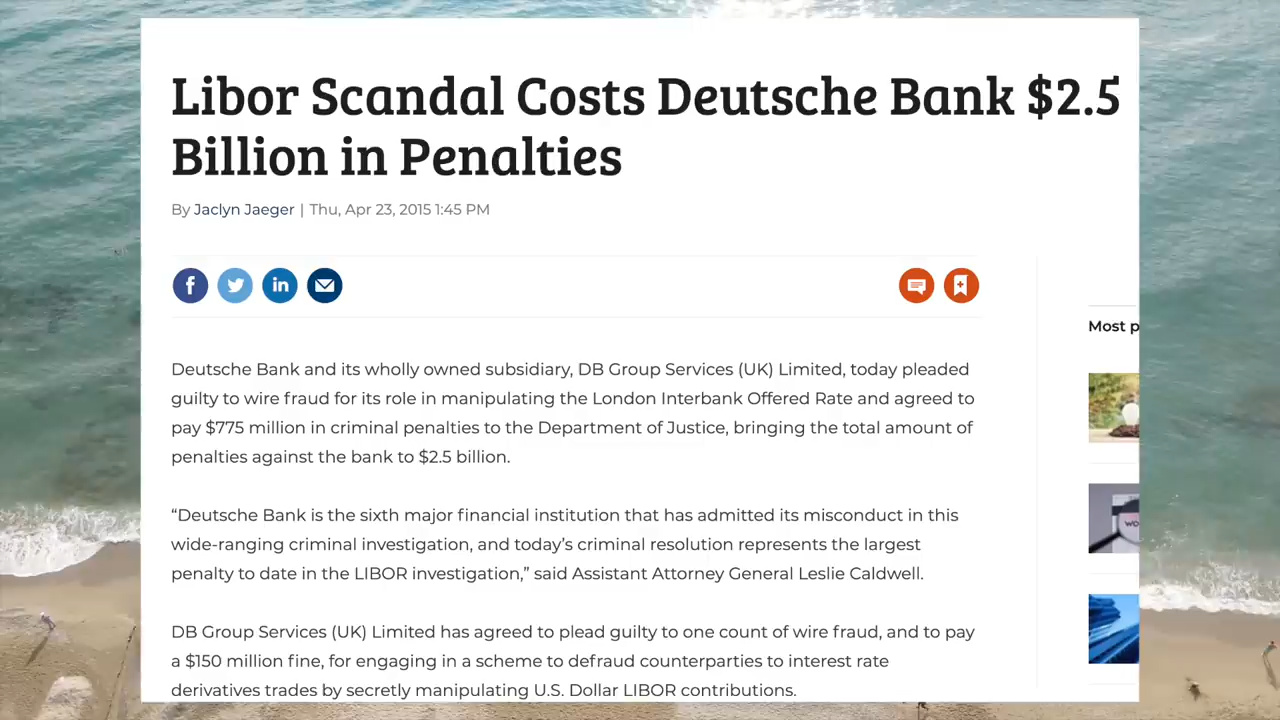 Libor Scandal Costs Deutsche Bank $2.5
Billion in Penalties
By Jaclyn Jaeger | Thu, Apr 23, 2015 1:45 PM
Most p
Deutsche Bank and its wholly owned subsidiary, DB Group Services (UK) Limited, today pleaded
guilty to wire fraud for its role in manipulating the London Interbank Offered Rate and agreed to
pay $775 million in criminal penalties to the Department of Justice, bringing the total amount of
penalties against the bank to $2.5 billion.
“Deutsche Bank is the sixth major financial institution that has admitted its misconduct in this
wide-ranging criminal investigation, and today’s criminal resolution represents the largest
penalty to date in the LIBOR investigation,” said Assistant Attorney General Leslie Caldwell.
DB Group Services (UK) Limited has agreed to plead guilty to one count of wire fraud, and to pay
a $150 million fine, for engaging in a scheme to defraud counterparties to interest rate
derivatives trades by secretly manipulating U.S. Dollar LIBOR contributions.